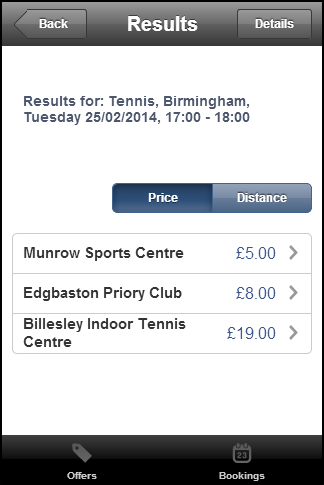 Back Results Details
Results for: Tennis, Birmingham,
Tuesday 25/02/2014, 17:00 - 18:00
Price Distance
Munrow Sports Centre £5.00
Edgbaston Priory Club £8.00
Billesley Indoor Tennis
Centre £19.00
23
Offers Bookings